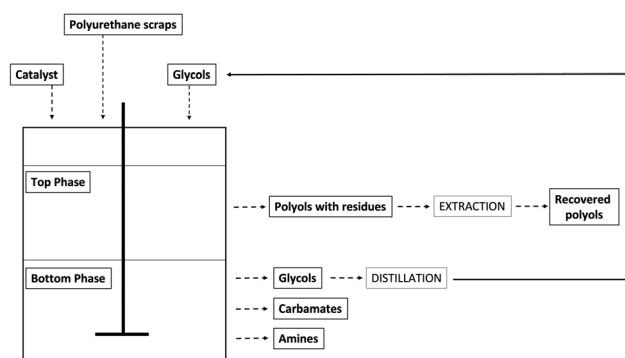 Polyurethane scraps
Catalyst
Glycols
Top Phase
Polyols with residues
EXTRACTION
Recovered
polyols
Bottom Phase
Glycols
DISTILLATION
Carbamates
Amines